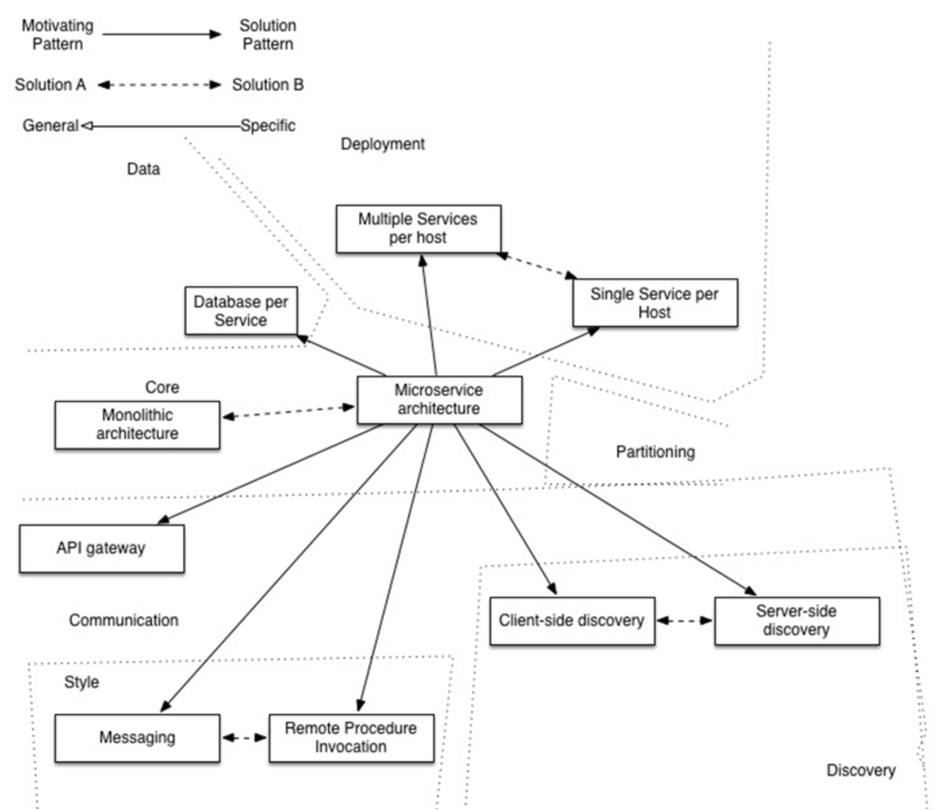 Motivating
Pattern
Solution
Pattern
Solution A
Solution B
General
Specific
Deployment
Data
Multiple Services
per host
Database per
Service
Single Service per
Host
Core
Monolithic
architecture
Microservice
architecture
Partitioning
API gateway
Communication
Client-side discovery
Server-side
discovery
Style
Messaging
Remote Procedure
Invocation
Discovery